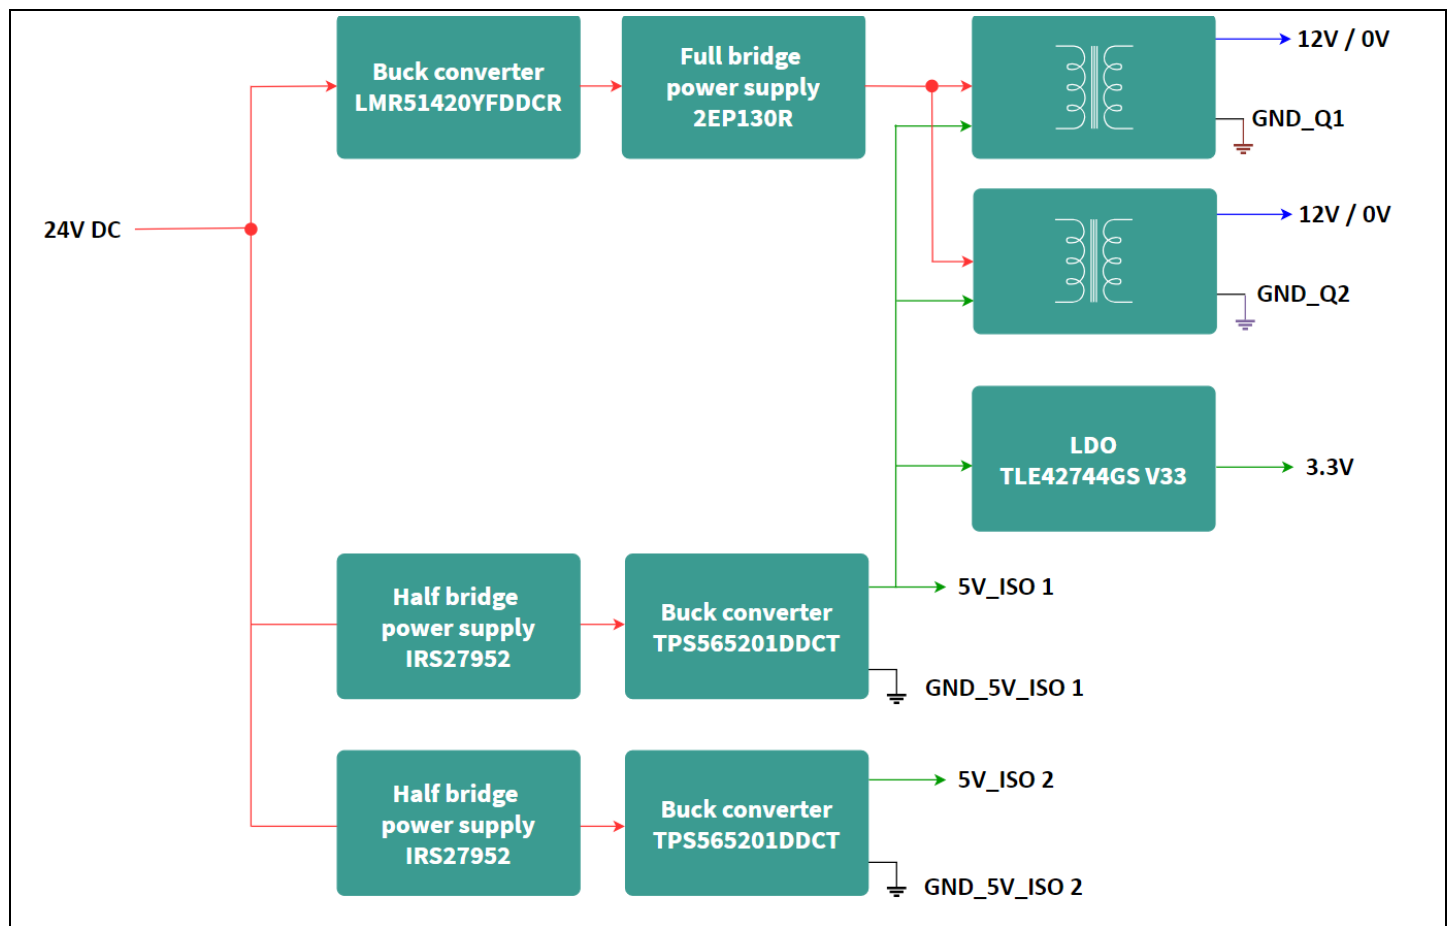 Buck converter
LMR51420YFDDCR
Full bridge
power supply
2EP130R
12V / 0V
GND_Q1
24V DC
12V / 0V
GND_Q2
LDO
TLE42744GS V33
3.3V
Half bridge
power supply
IRS27952
Buck converter
TPS565201DDCT
5V_ISO 1
GND_5V_ISO 1
Half bridge
power supply
IRS27952
Buck converter
TPS565201DDCT
5V_ISO 2
GND_5V_ISO 2